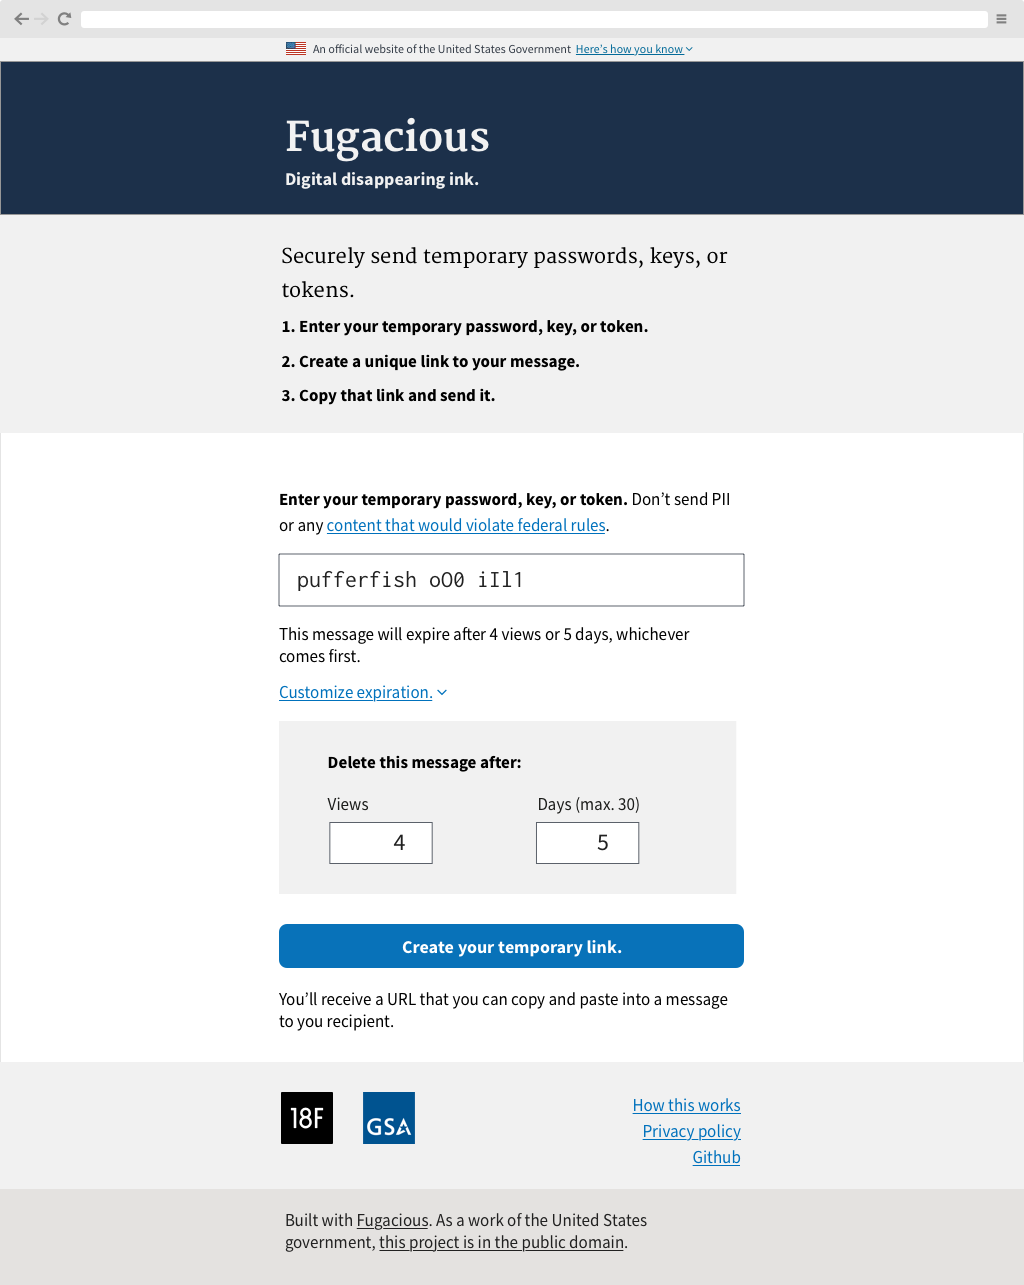 An official website of the United States Government Here's how you know
Fugacious
Digital disappearing ink.
Securely send temporary passwords, keys, or
tokens.
1. Enter your temporary password, key, or token.
2. Create a unique link to your message.
3. Copy that link and send it.
Enter your temporary password, key, or token. Don’t send PII
or any content that would violate federal rules.
pufferfish oO0 iIl1
This message will expire after 4 views or 5 days, whichever
comes first.
Customize expiration.
Delete this message after:
Views Days (max. 30)
4 5
Create your temporary link.
You’ll receive a URL that you can copy and paste into a message
to you recipient.
18F GSA
How this works
Privacy policy
Github
Built with Fugacious. As a work of the United States
government, this project is in the public domain.